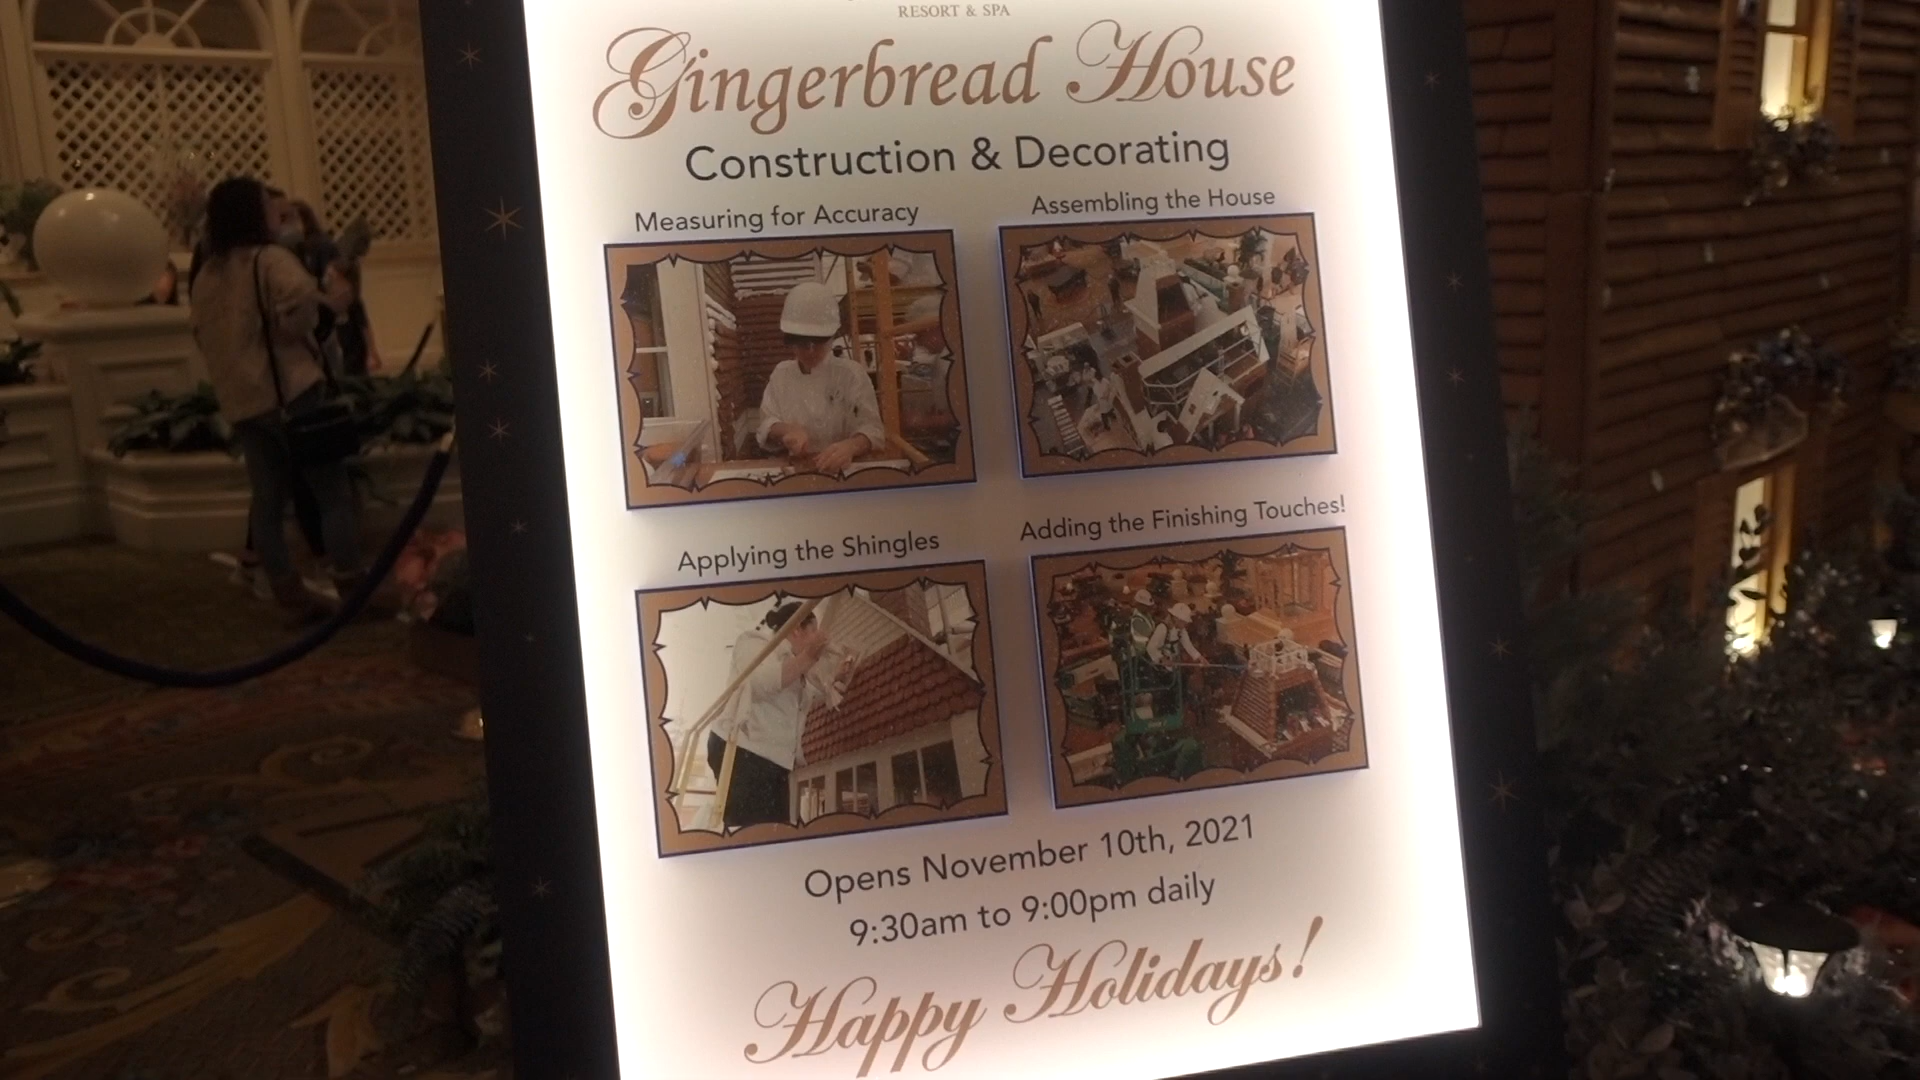 RESORT & SPA
Gingerbread House
Construction & Decorating
Measuring for Accuracy
Assembling the House
Applying the Shingles
Adding the Finishing Touches!
Opens November 10th, 2021
9:30am to 9:00pm daily
Happy Holidays!